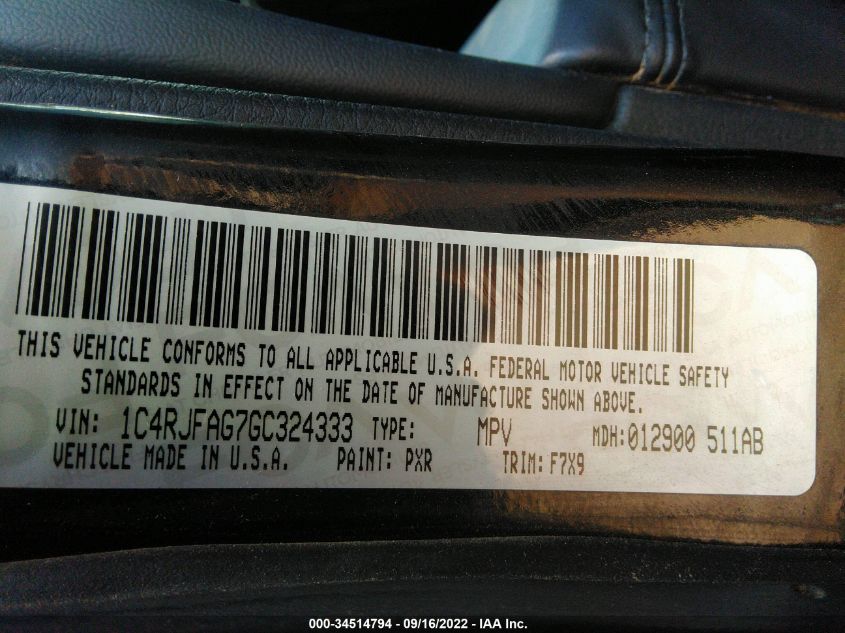 THIS VEHICLE CONFORMS TO ALL APPLICABLE U.S.A. FEDERAL MOTOR VEHICLE SAFETY
STANDARDS IN EFFECT ON THE DATE OF MANUFACTURE SHOWN ABOVE.
VIN: 1C4RJFAG7GC324333 TYPE: MPV MDH: 012900 511AB
VEHICLE MADE IN U.S.A. PAINT: PXR TRIM: F7X9
000-34514794 - 09/16/2022 - IAA Inc.